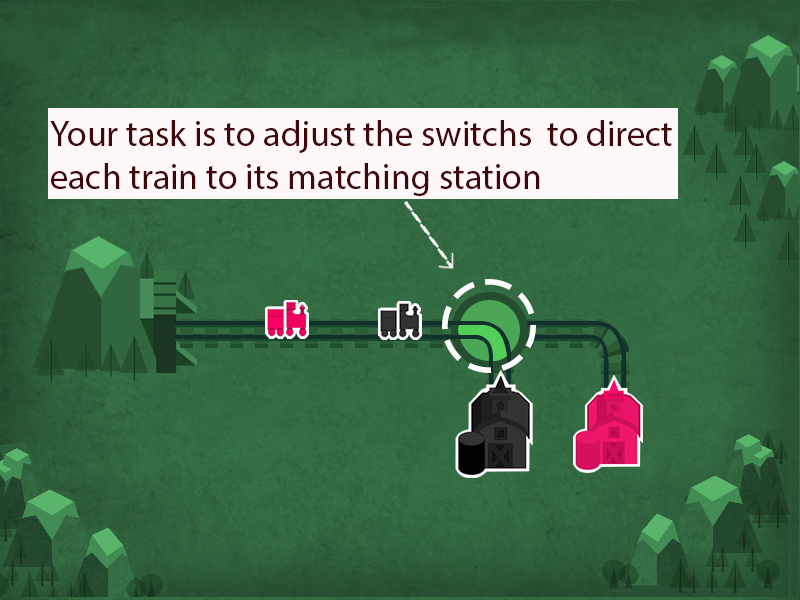 Your task is to adjust the switchs to direct
each train to its matching station